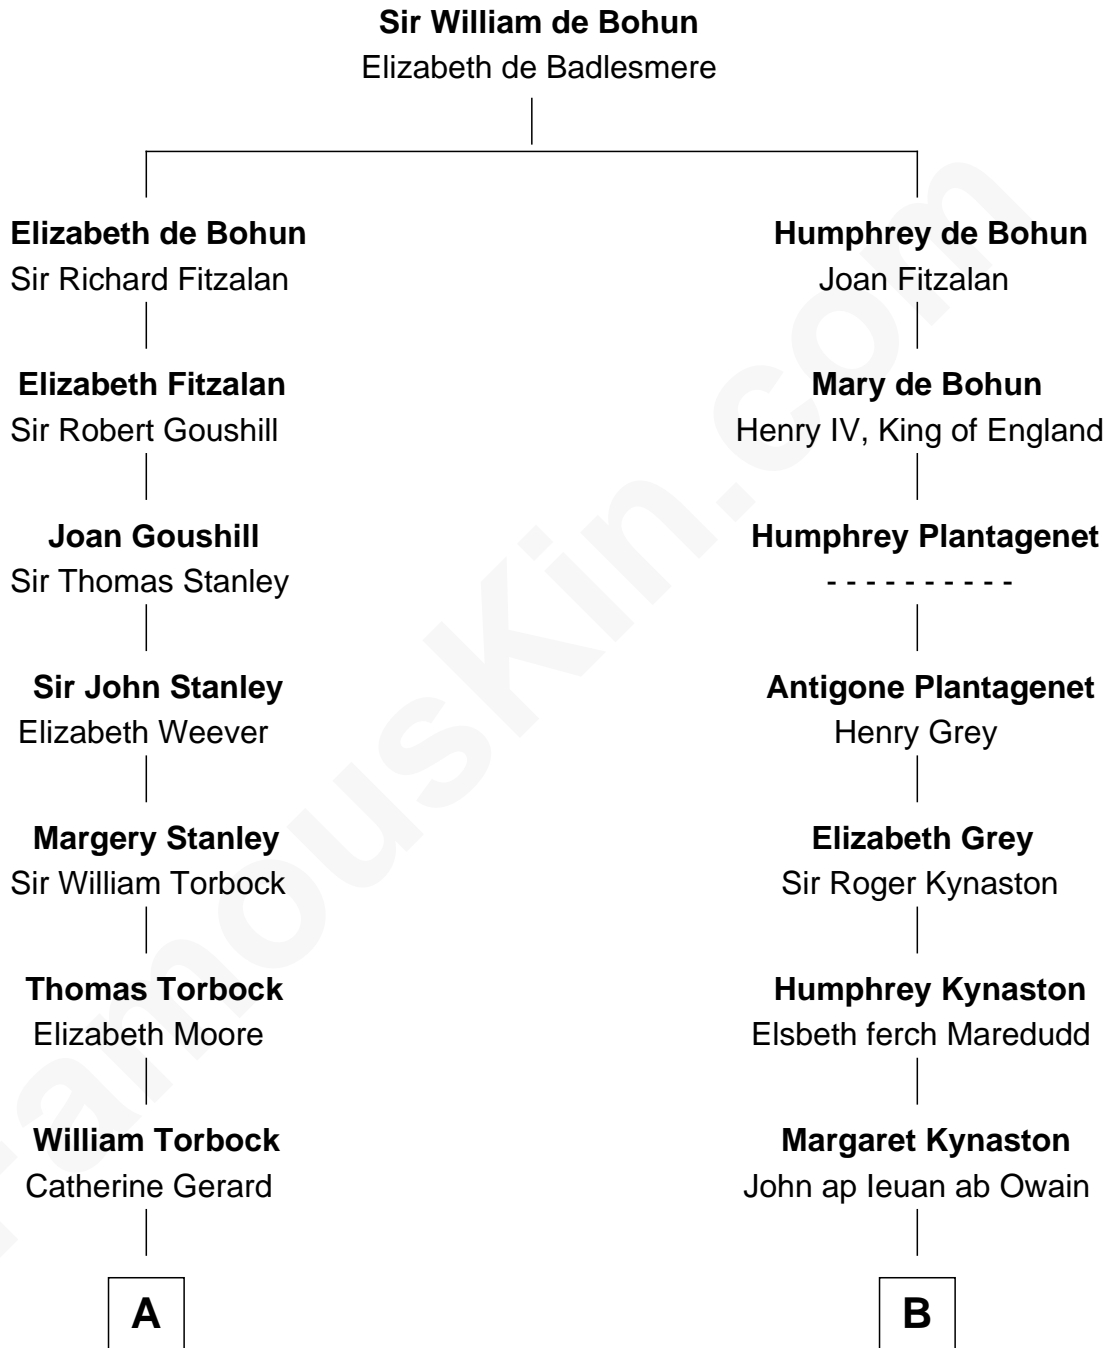 Sir William de Bohun
Elizabeth de Badlesmere
Elizabeth de Bohun
Sir Richard Fitzalan
Humphrey de Bohun
Joan Fitzalan
Elizabeth Fitzalan
Sir Robert Goushill
Mary de Bohun
Henry IV, King of England
Joan Goushill
Sir Thomas Stanley
Humphrey Plantagenet
- - - - - - - - - -
Sir John Stanley
Elizabeth Weever
Antigone Plantagenet
Henry Grey
Margery Stanley
Sir William Torbock
Elizabeth Grey
Sir Roger Kynaston
Thomas Torbock
Elizabeth Moore
Humphrey Kynaston
Elsbeth ferch Maredudd
William Torbock
Catherine Gerard
Margaret Kynaston
John ap Ieuan ab Owain
A
B
FamousKin.com